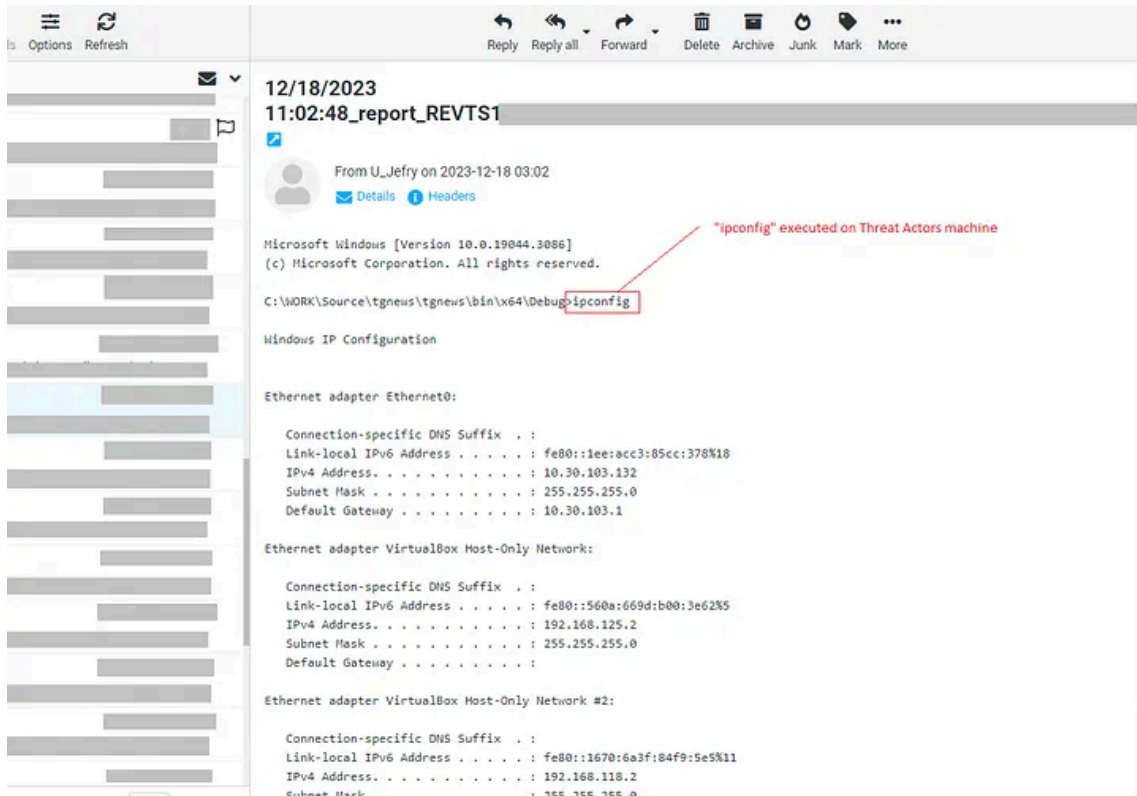 Options Refresh
Reply Reply all Forward Delete Archive Junk Mark More
12/18/2023
11:02:48_report_REVTS1
From U_Jefry on 2023-12-18 03:02
Details Headers
"ipconfig" executed on Threat Actors machine
Microsoft Windows [Version 10.0.19044.3086]
(c) Microsoft Corporation. All rights reserved.
C:\WORK\Source\tgnews\tgnews\bin\x64\Debug>ipconfig
Windows IP Configuration
Ethernet adapter Ethernet0:
Connection-specific DNS Suffix . :
Link-local IPv6 Address . . . . . : fe80::1ee:acc3:85cc:378%18
IPv4 Address. . . . . . . . . . . : 10.30.103.132
Subnet Mask . . . . . . . . . . . : 255.255.255.0
Default Gateway . . . . . . . . . : 10.30.103.1
Ethernet adapter VirtualBox Host-Only Network:
Connection-specific DNS Suffix . :
Link-local IPv6 Address . . . . . : fe80::560a:669d:b00:3e62%5
IPv4 Address. . . . . . . . . . . : 192.168.125.2
Subnet Mask . . . . . . . . . . . : 255.255.255.0
Default Gateway . . . . . . . . . :
Ethernet adapter VirtualBox Host-Only Network #2:
Connection-specific DNS Suffix . :
Link-local IPv6 Address . . . . . : fe80::1670:6a3f:84f9:5e5%11
IPv4 Address. . . . . . . . . . . : 192.168.118.2
Subnet Mask . . . . . . . . . . . : 255.255.255.0